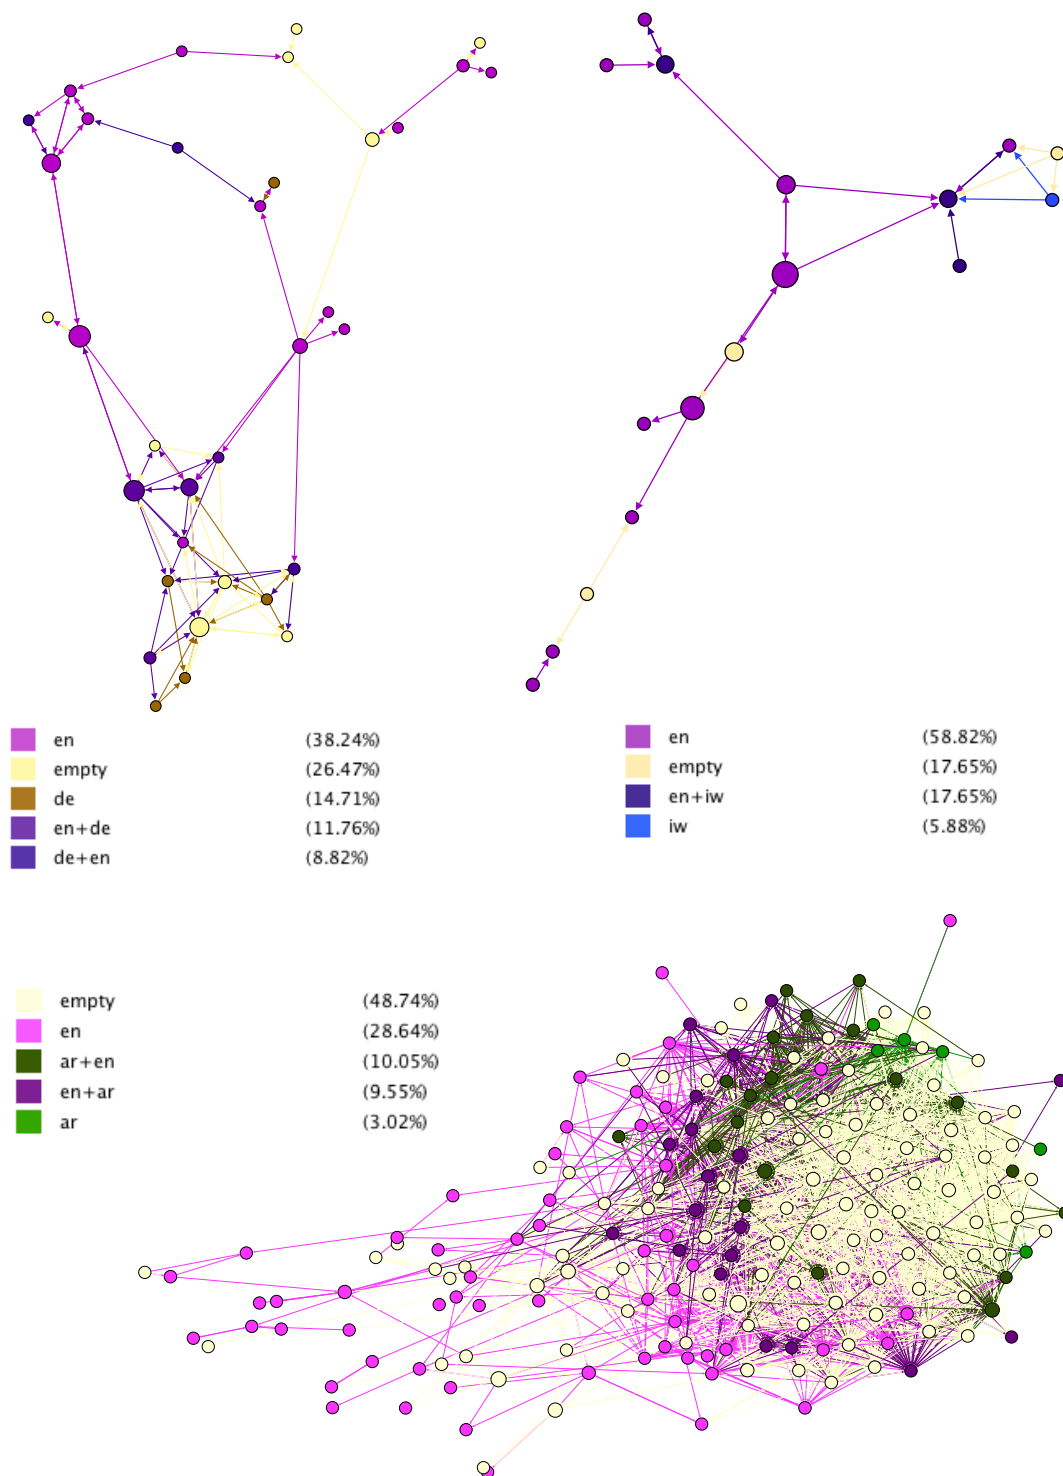 en (38.24%)
empty (26.47%)
de (14.71%)
en+de (11.76%)
de+en (8.82%)
en (58.82%)
empty (17.65%)
en+iw (17.65%)
iw (5.88%)
empty (48.74%)
en (28.64%)
ar+en (10.05%)
en+ar (9.55%)
ar (3.02%)